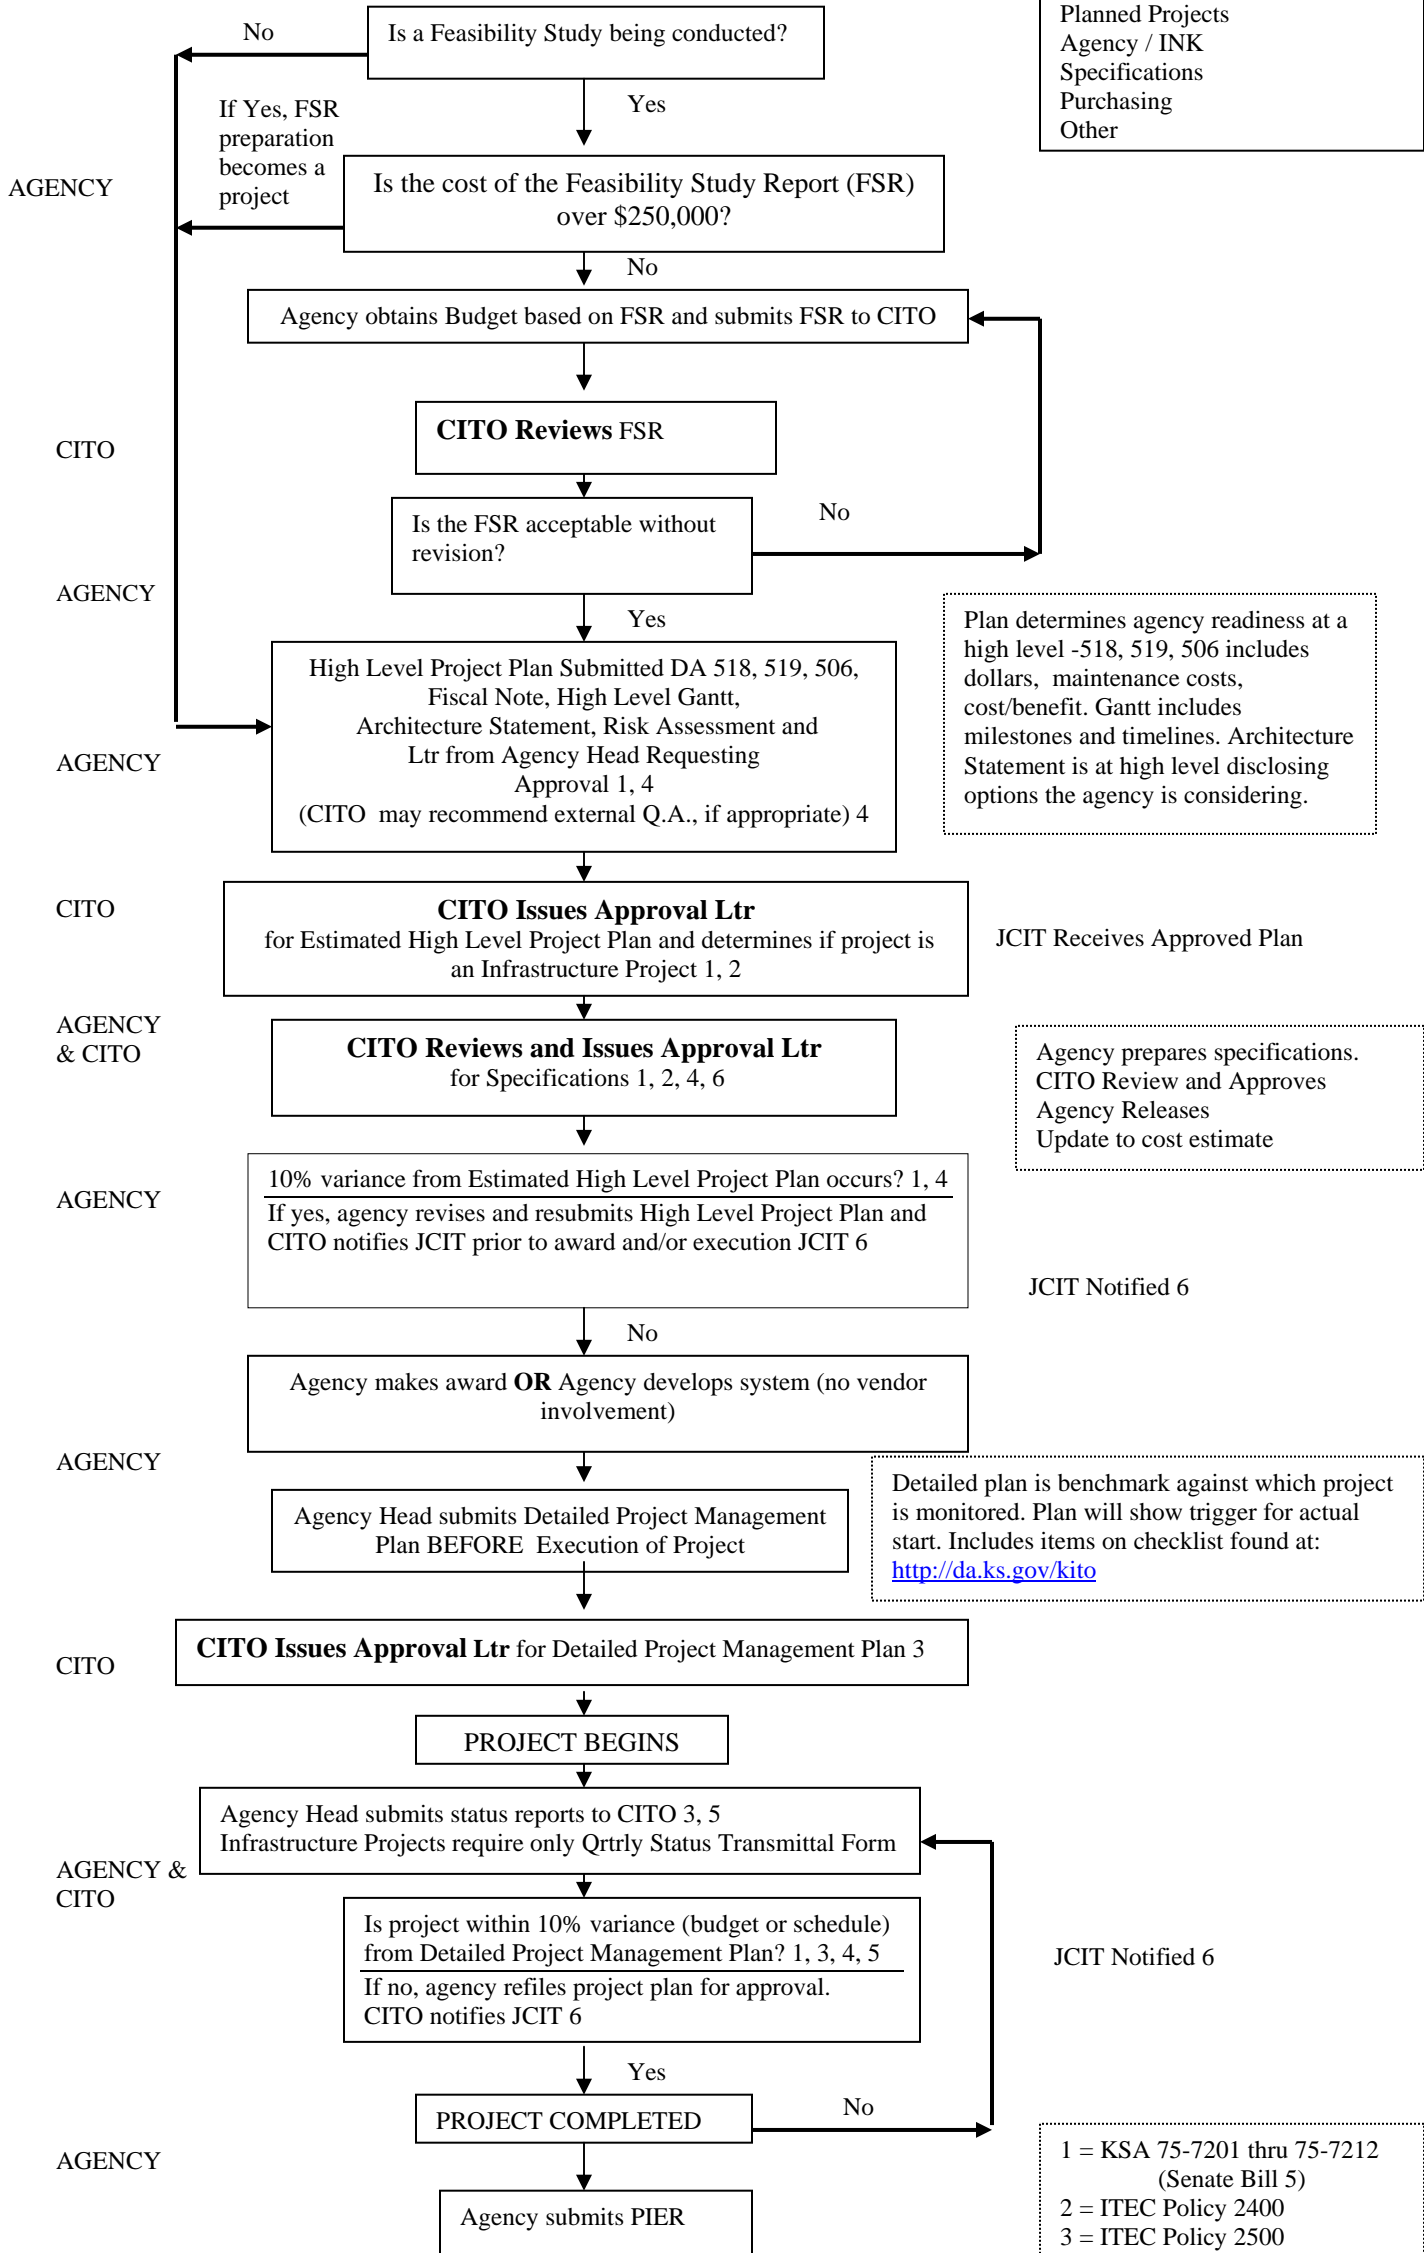 Planned Projects
Agency / INK
Specifications
Purchasing
Other
No
Is a Feasibility Study being conducted?
Yes
If Yes, FSR
preparation
becomes a
project
AGENCY
Is the cost of the Feasibility Study Report (FSR)
over $250,000?
No
Agency obtains Budget based on FSR and submits FSR to CITO
CITO Reviews FSR
CITO
Is the FSR acceptable without
revision?
No
AGENCY
Yes
High Level Project Plan Submitted DA 518, 519, 506,
Fiscal Note, High Level Gantt,
Architecture Statement, Risk Assessment and
Ltr from Agency Head Requesting
Approval 1, 4
(CITO  may recommend external Q.A., if appropriate) 4
Plan determines agency readiness at a
high level -518, 519, 506 includes
dollars,  maintenance costs,
cost/benefit. Gantt includes
milestones and timelines. Architecture
Statement is at high level disclosing
options the agency is considering.
AGENCY
CITO
CITO Issues Approval Ltr
for Estimated High Level Project Plan and determines if project is
an Infrastructure Project 1, 2
JCIT Receives Approved Plan
AGENCY
& CITO
CITO Reviews and Issues Approval Ltr
for Specifications 1, 2, 4, 6
Agency prepares specifications.
CITO Review and Approves
Agency Releases
Update to cost estimate
AGENCY
10% variance from Estimated High Level Project Plan occurs? 1, 4
If yes, agency revises and resubmits High Level Project Plan and
CITO notifies JCIT prior to award and/or execution JCIT 6
JCIT Notified 6
No
Agency makes award OR Agency develops system (no vendor
involvement)
AGENCY
Agency Head submits Detailed Project Management
Plan BEFORE  Execution of Project
Detailed plan is benchmark against which project
is monitored. Plan will show trigger for actual
start. Includes items on checklist found at:
http://da.ks.gov/kito
CITO Issues Approval Ltr for Detailed Project Management Plan 3
CITO
PROJECT BEGINS
Agency Head submits status reports to CITO 3, 5
Infrastructure Projects require only Qrtrly Status Transmittal Form
AGENCY &
CITO
Is project within 10% variance (budget or schedule)
from Detailed Project Management Plan? 1, 3, 4, 5
If no, agency refiles project plan for approval.
CITO notifies JCIT 6
JCIT Notified 6
Yes
PROJECT COMPLETED
No
AGENCY
Agency submits PIER
1 = KSA 75-7201 thru 75-7212
(Senate Bill 5)
2 = ITEC Policy 2400
3 = ITEC Policy 2500